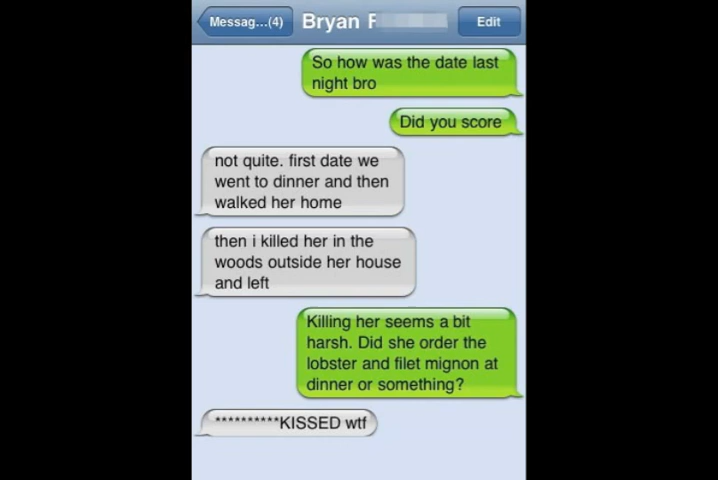 Messag...(4)
Bryan F
Edit
So how was the date last
night bro
Did you score
not quite. first date we
went to dinner and then
walked her home
then i killed her in the
woods outside her house
and left
Killing her seems a bit
harsh. Did she order the
lobster and filet mignon at
dinner or something?
**********KISSED wtf